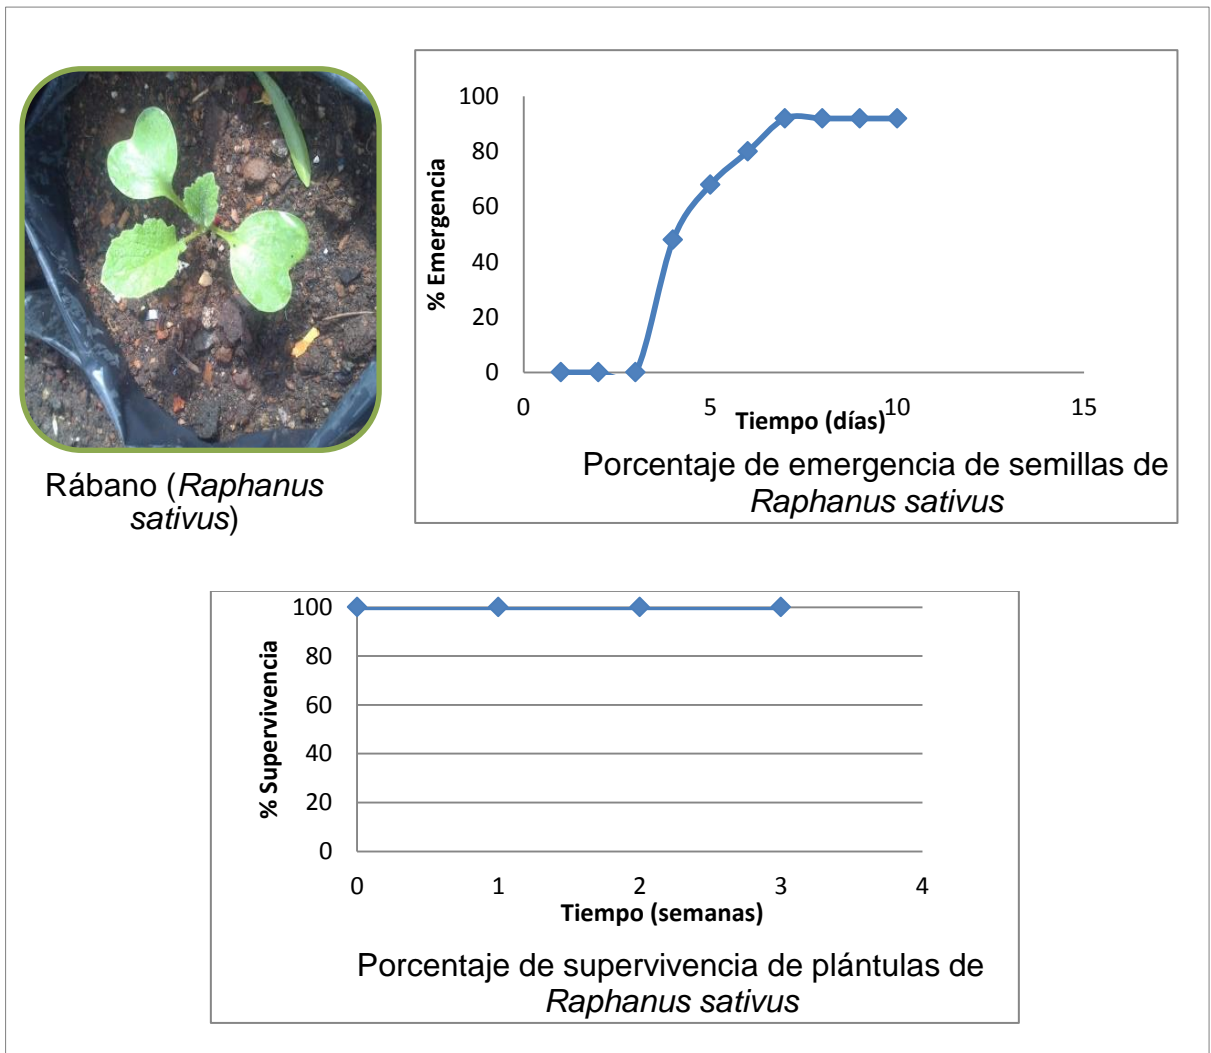 100
80
60
40
20
0
% Emergencia
0 5 10 15
Tiempo (días)
Porcentaje de emergencia de semillas de
Raphanus sativus
Rábano (Raphanus
sativus)
100
80
60
40
20
0
% Supervivencia
0 1 2 3 4
Tiempo (semanas)
Porcentaje de supervivencia de plántulas de
Raphanus sativus